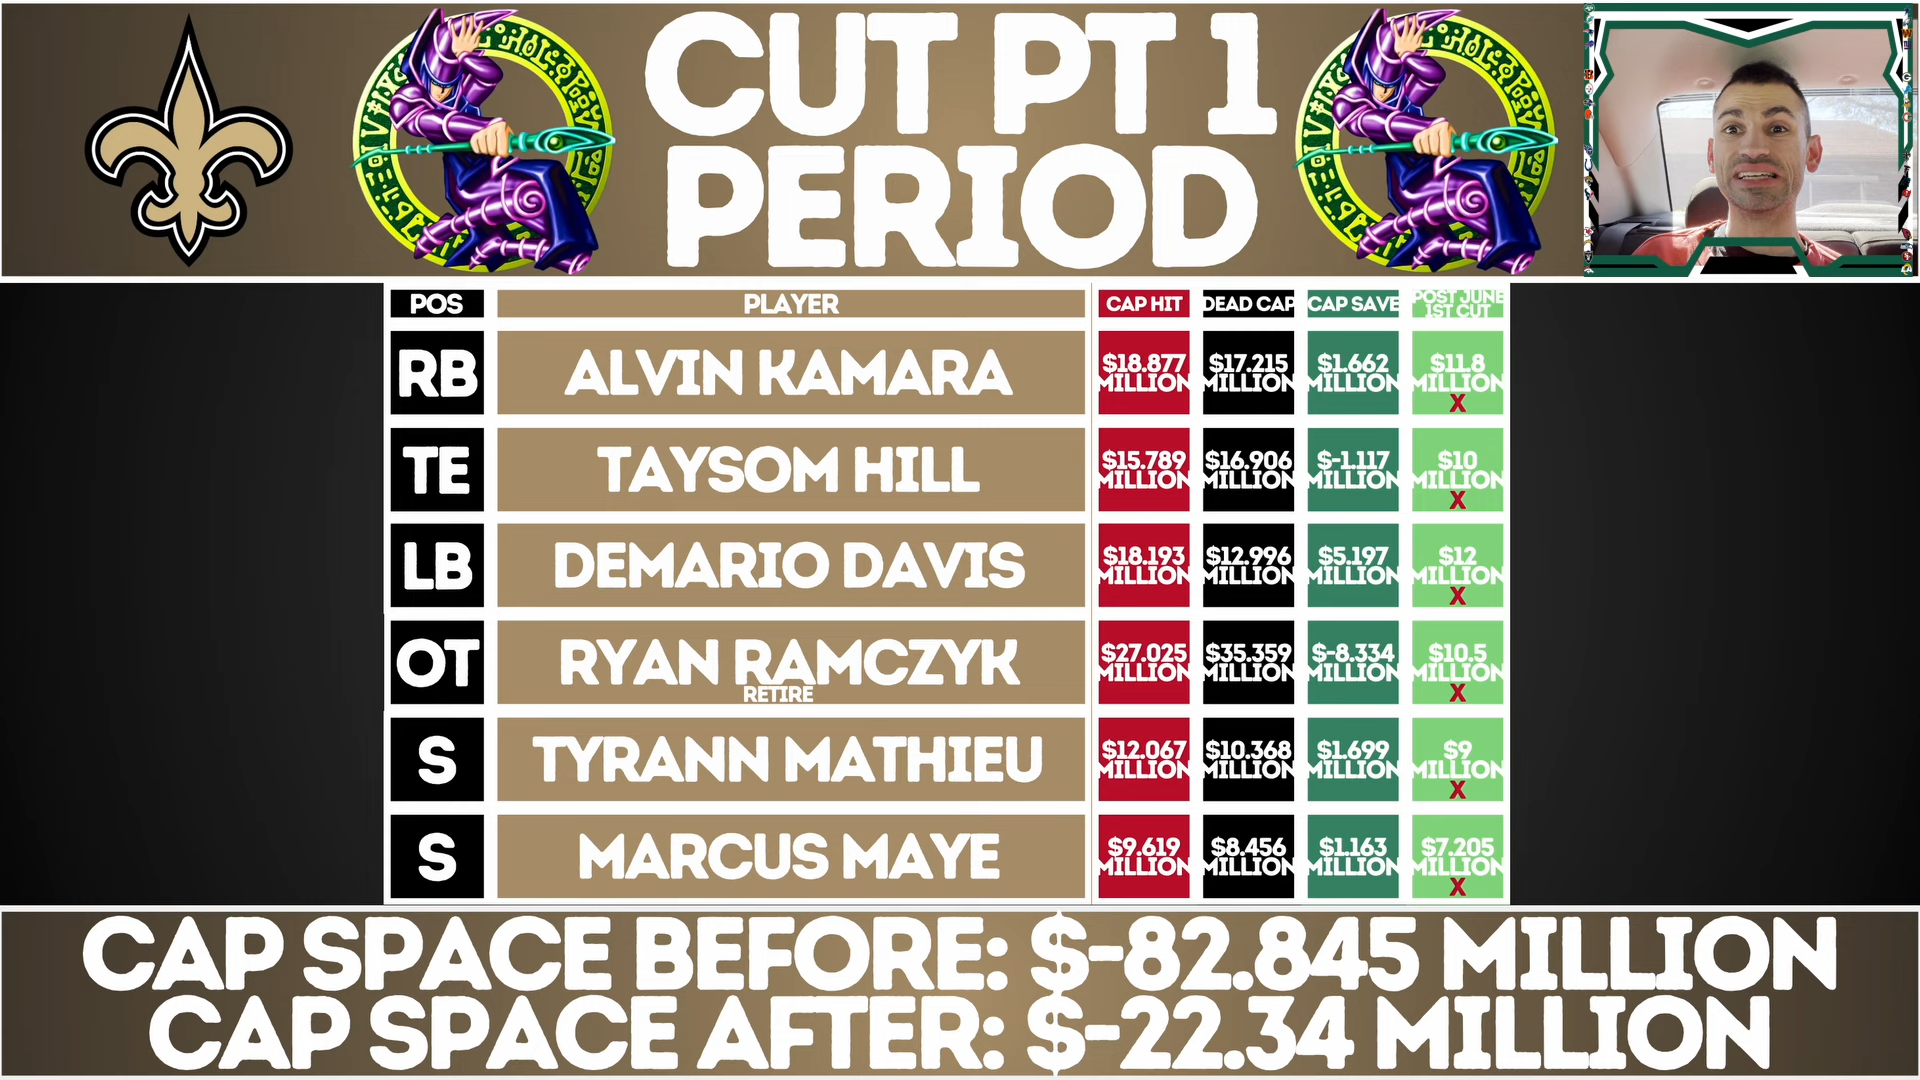 CUT PT 1
PERIOD
POS PLAYER CAP HIT DEAD CAP CAP SAVE POST JUNE
1ST CUT
RB ALVIN KAMARA $18.877 MILLION $17.215 MILLION $1.662 MILLION $11.8 MILLION X
TE TAYSOM HILL $15.789 MILLION $16.906 MILLION $-1.117 MILLION $10 MILLION X
LB DEMARIO DAVIS $18.193 MILLION $12.996 MILLION $5.197 MILLION $12 MILLION X
OT RYAN RAMCZYK $27.025 MILLION $35.359 MILLION $-8.334 MILLION $10.5 MILLION X
RETIRE
S TYRANN MATHIEU $12.067 MILLION $10.368 MILLION $1.699 MILLION $9 MILLION X
S MARCUS MAYE $9.619 MILLION $8.456 MILLION $1.163 MILLION $7.205 MILLION X
CAP SPACE BEFORE: $-82.845 MILLION
CAP SPACE AFTER: $-22.34 MILLION